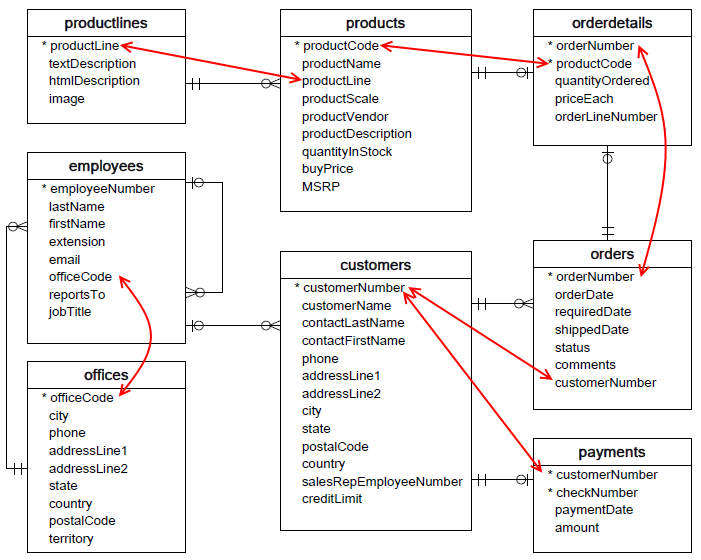 productlines
* productLine
textDescription
htmlDescription
image
products
* productCode
productName
productLine
productScale
productVendor
productDescription
quantityInStock
buyPrice
MSRP
orderdetails
* orderNumber
* productCode
quantityOrdered
priceEach
orderLineNumber
employees
* employeeNumber
lastName
firstName
extension
email
officeCode
reportsTo
jobTitle
customers
* customerNumber
customerName
contactLastName
contactFirstName
phone
addressLine1
addressLine2
city
state
postalCode
country
salesRepEmployeeNumber
creditLimit
orders
* orderNumber
orderDate
requiredDate
shippedDate
status
comments
customerNumber
offices
* officeCode
city
phone
addressLine1
addressLine2
state
country
postalCode
territory
payments
* customerNumber
* checkNumber
paymentDate
amount